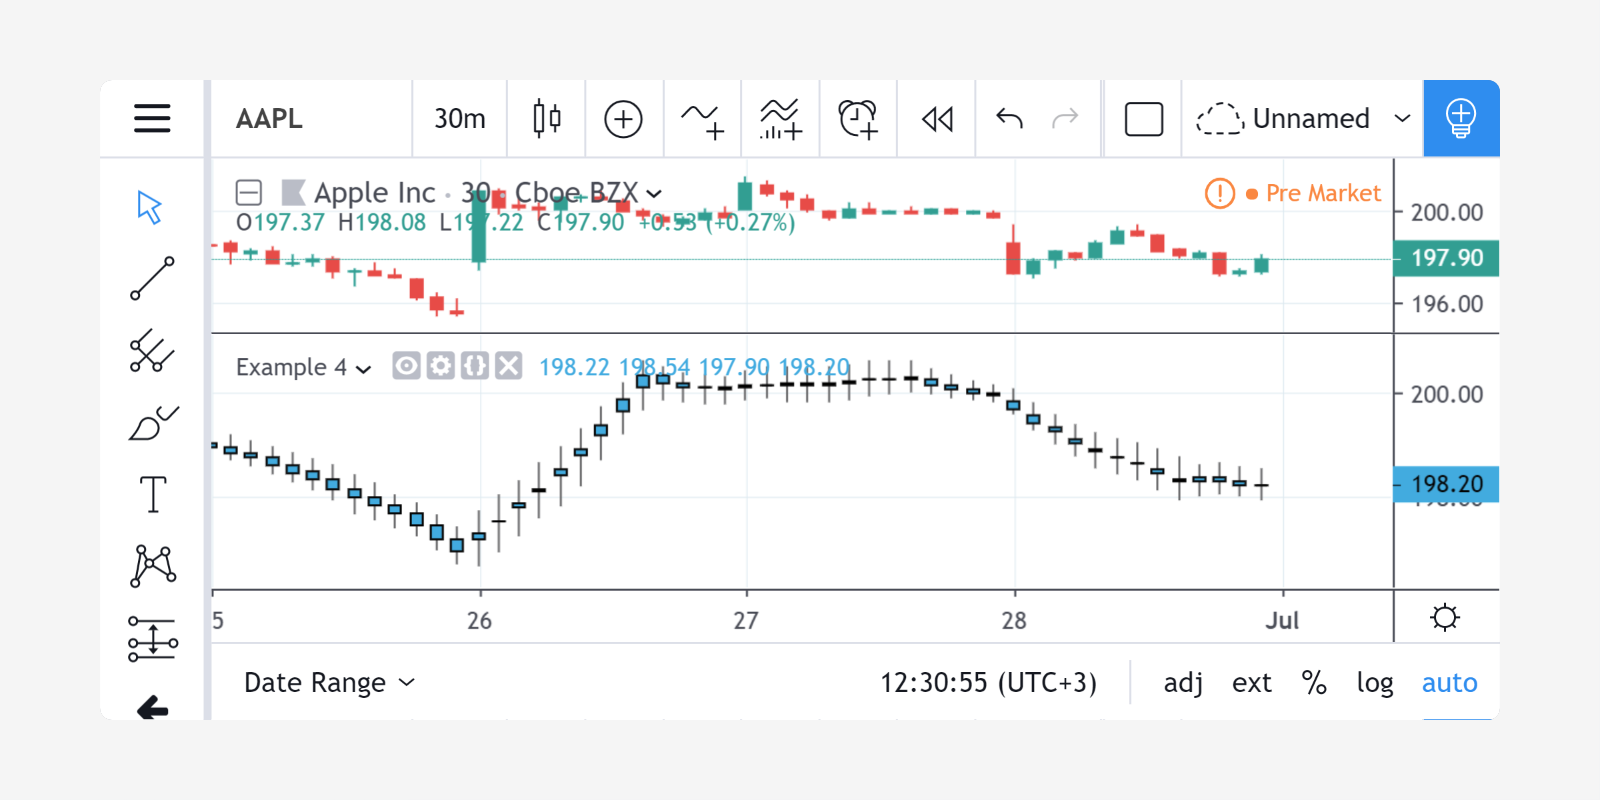 AAPL 30m Unnamed
Apple Inc · 30 Cboe BZX Pre Market
O197.37 H198.08 L197.22 C197.90 +0.53 (+0.27%)
200.00
197.90
196.00
Example 4 198.22 198.54 197.90 198.20
200.00
198.20
5 26 27 28 Jul
Date Range 12:30:55 (UTC+3) adj ext % log auto